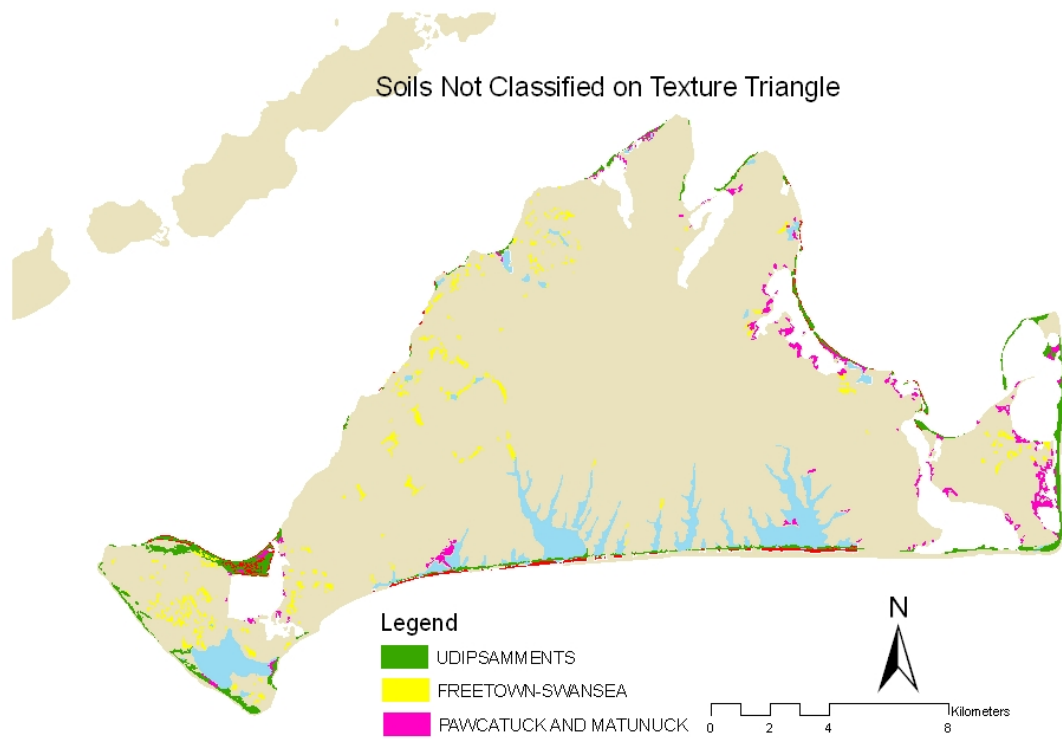 Soils Not Classified on Texture Triangle
Legend
UDIPSAMMENTS
FREETOWN-SWANSEA
PAWCATUCK AND MATUNUCK
N
Kilometers
0 2 4 8